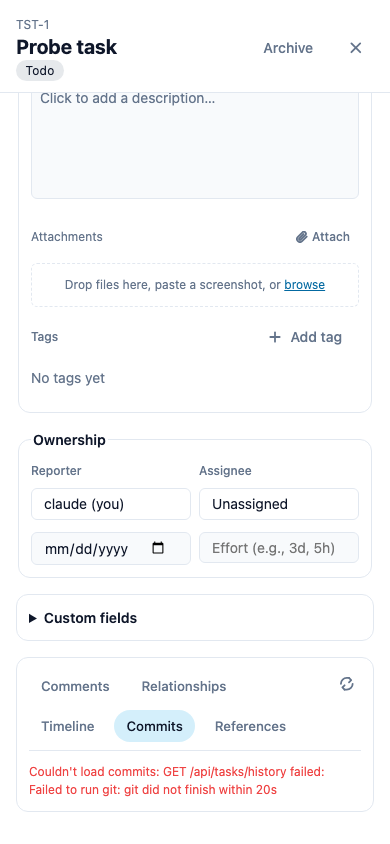 TST-1
Probe task
Archive
Todo
Click to add a description...
Attachments
Attach
Drop files here, paste a screenshot, or browse
Tags
Add tag
No tags yet
Ownership
Reporter
Assignee
claude (you)
Unassigned
mm/dd/yyyy
Effort (e.g., 3d, 5h)
Custom fields
Comments
Relationships
Timeline
Commits
References
Couldn't load commits: GET /api/tasks/history failed:
Failed to run git: git did not finish within 20s